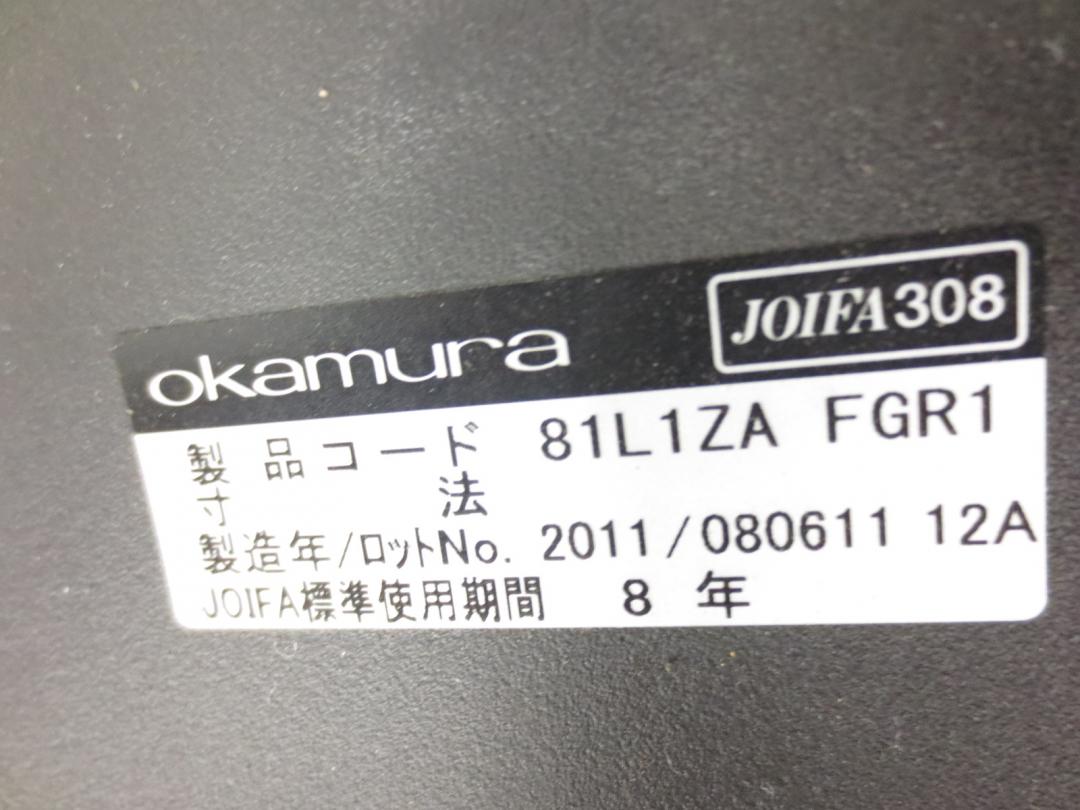 okamura JOIFA308
製品コード 81L1ZA FGR1
寸法
製造年/ロットNo. 2011/080611 12A
JOIFA標準使用期間 8 年